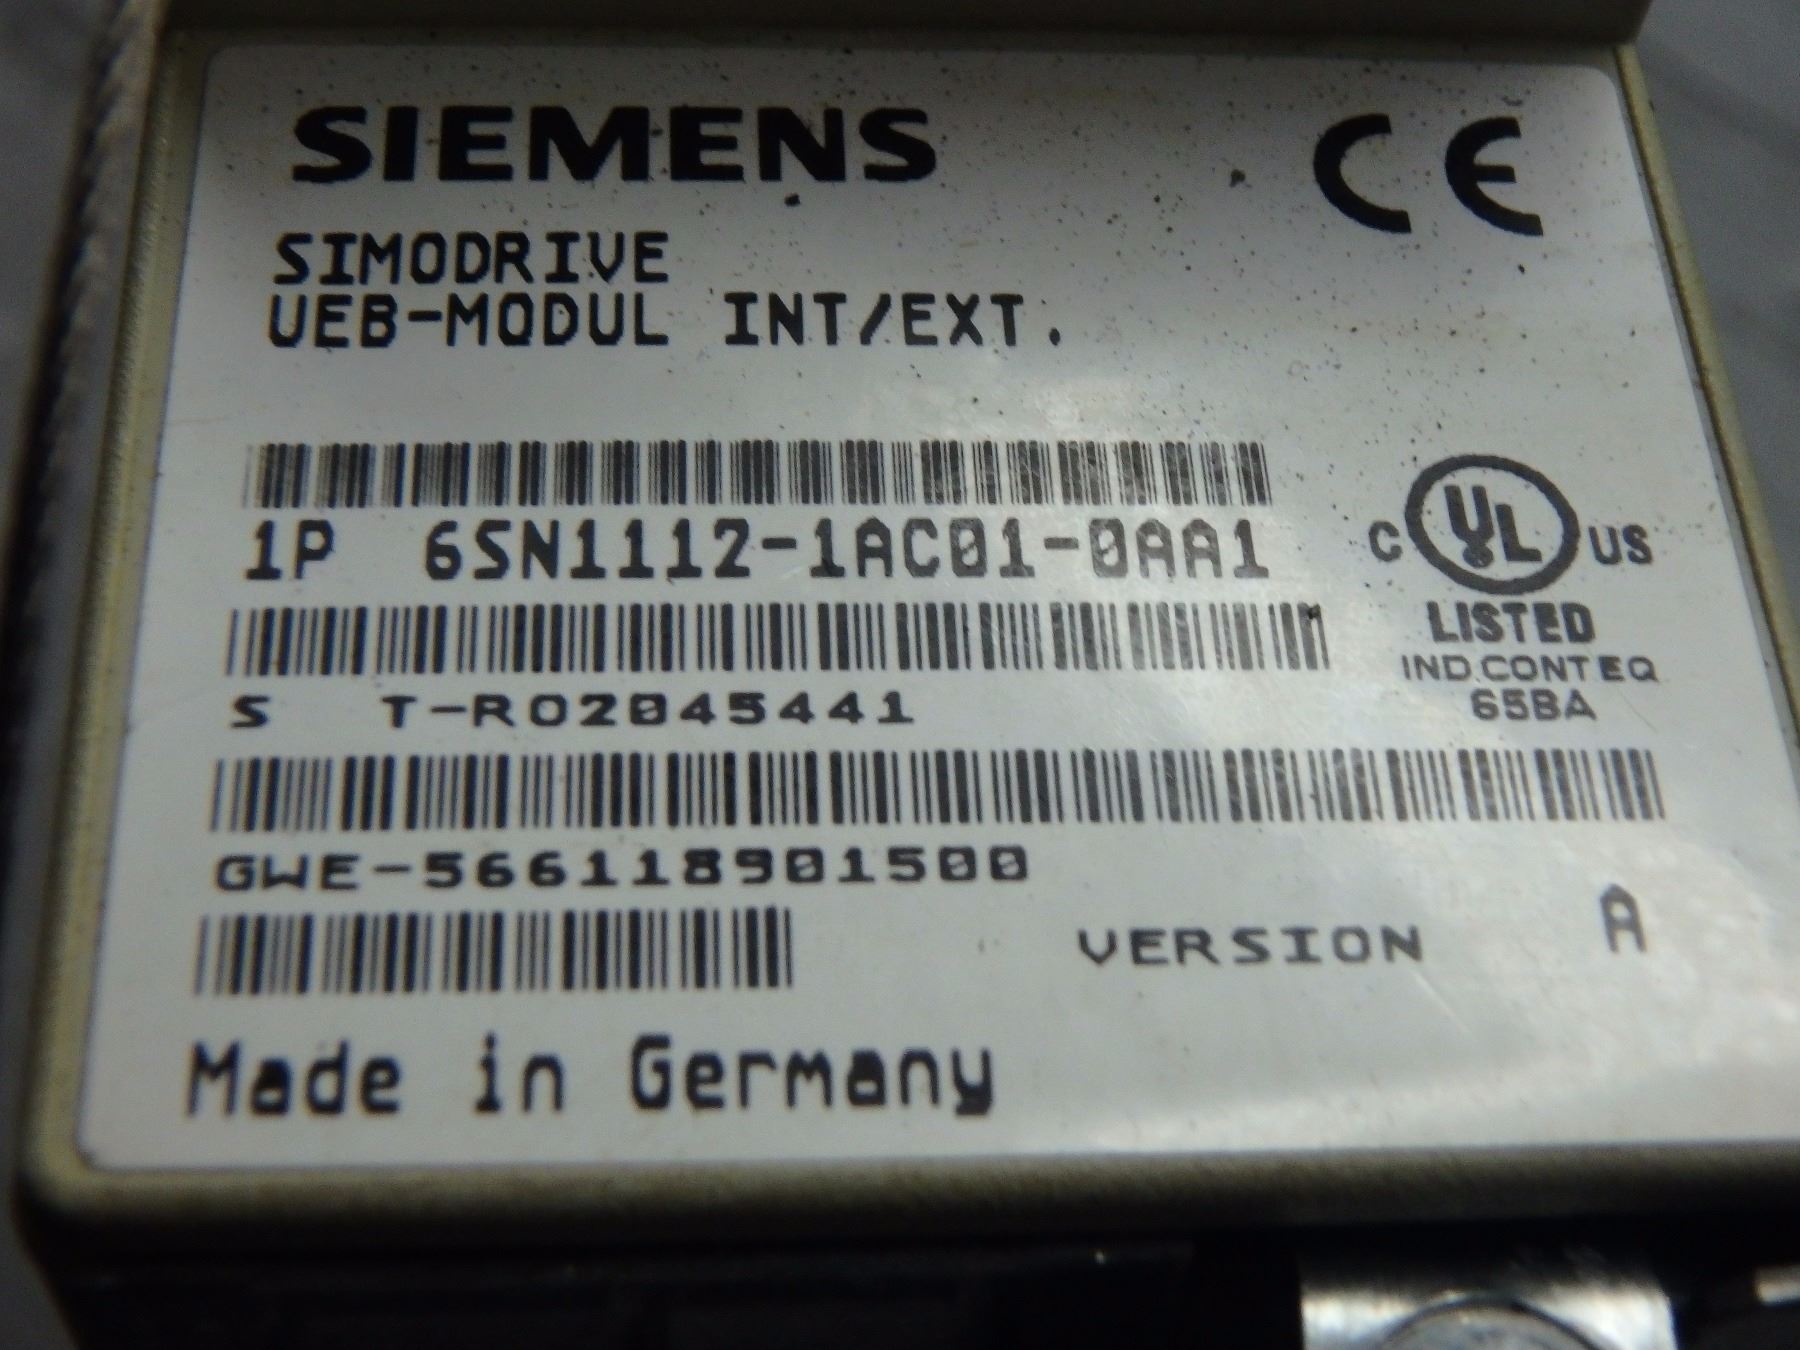 SIEMENS
CE
SIMODRIVE
UEB-MODUL INT/EXT.
1P 6SN1112-1AC01-0AA1
C UL US
LISTED
IND.CONT EQ
65BA
S T-R02045441
GWE-566118901500
VERSION A
Made in Germany